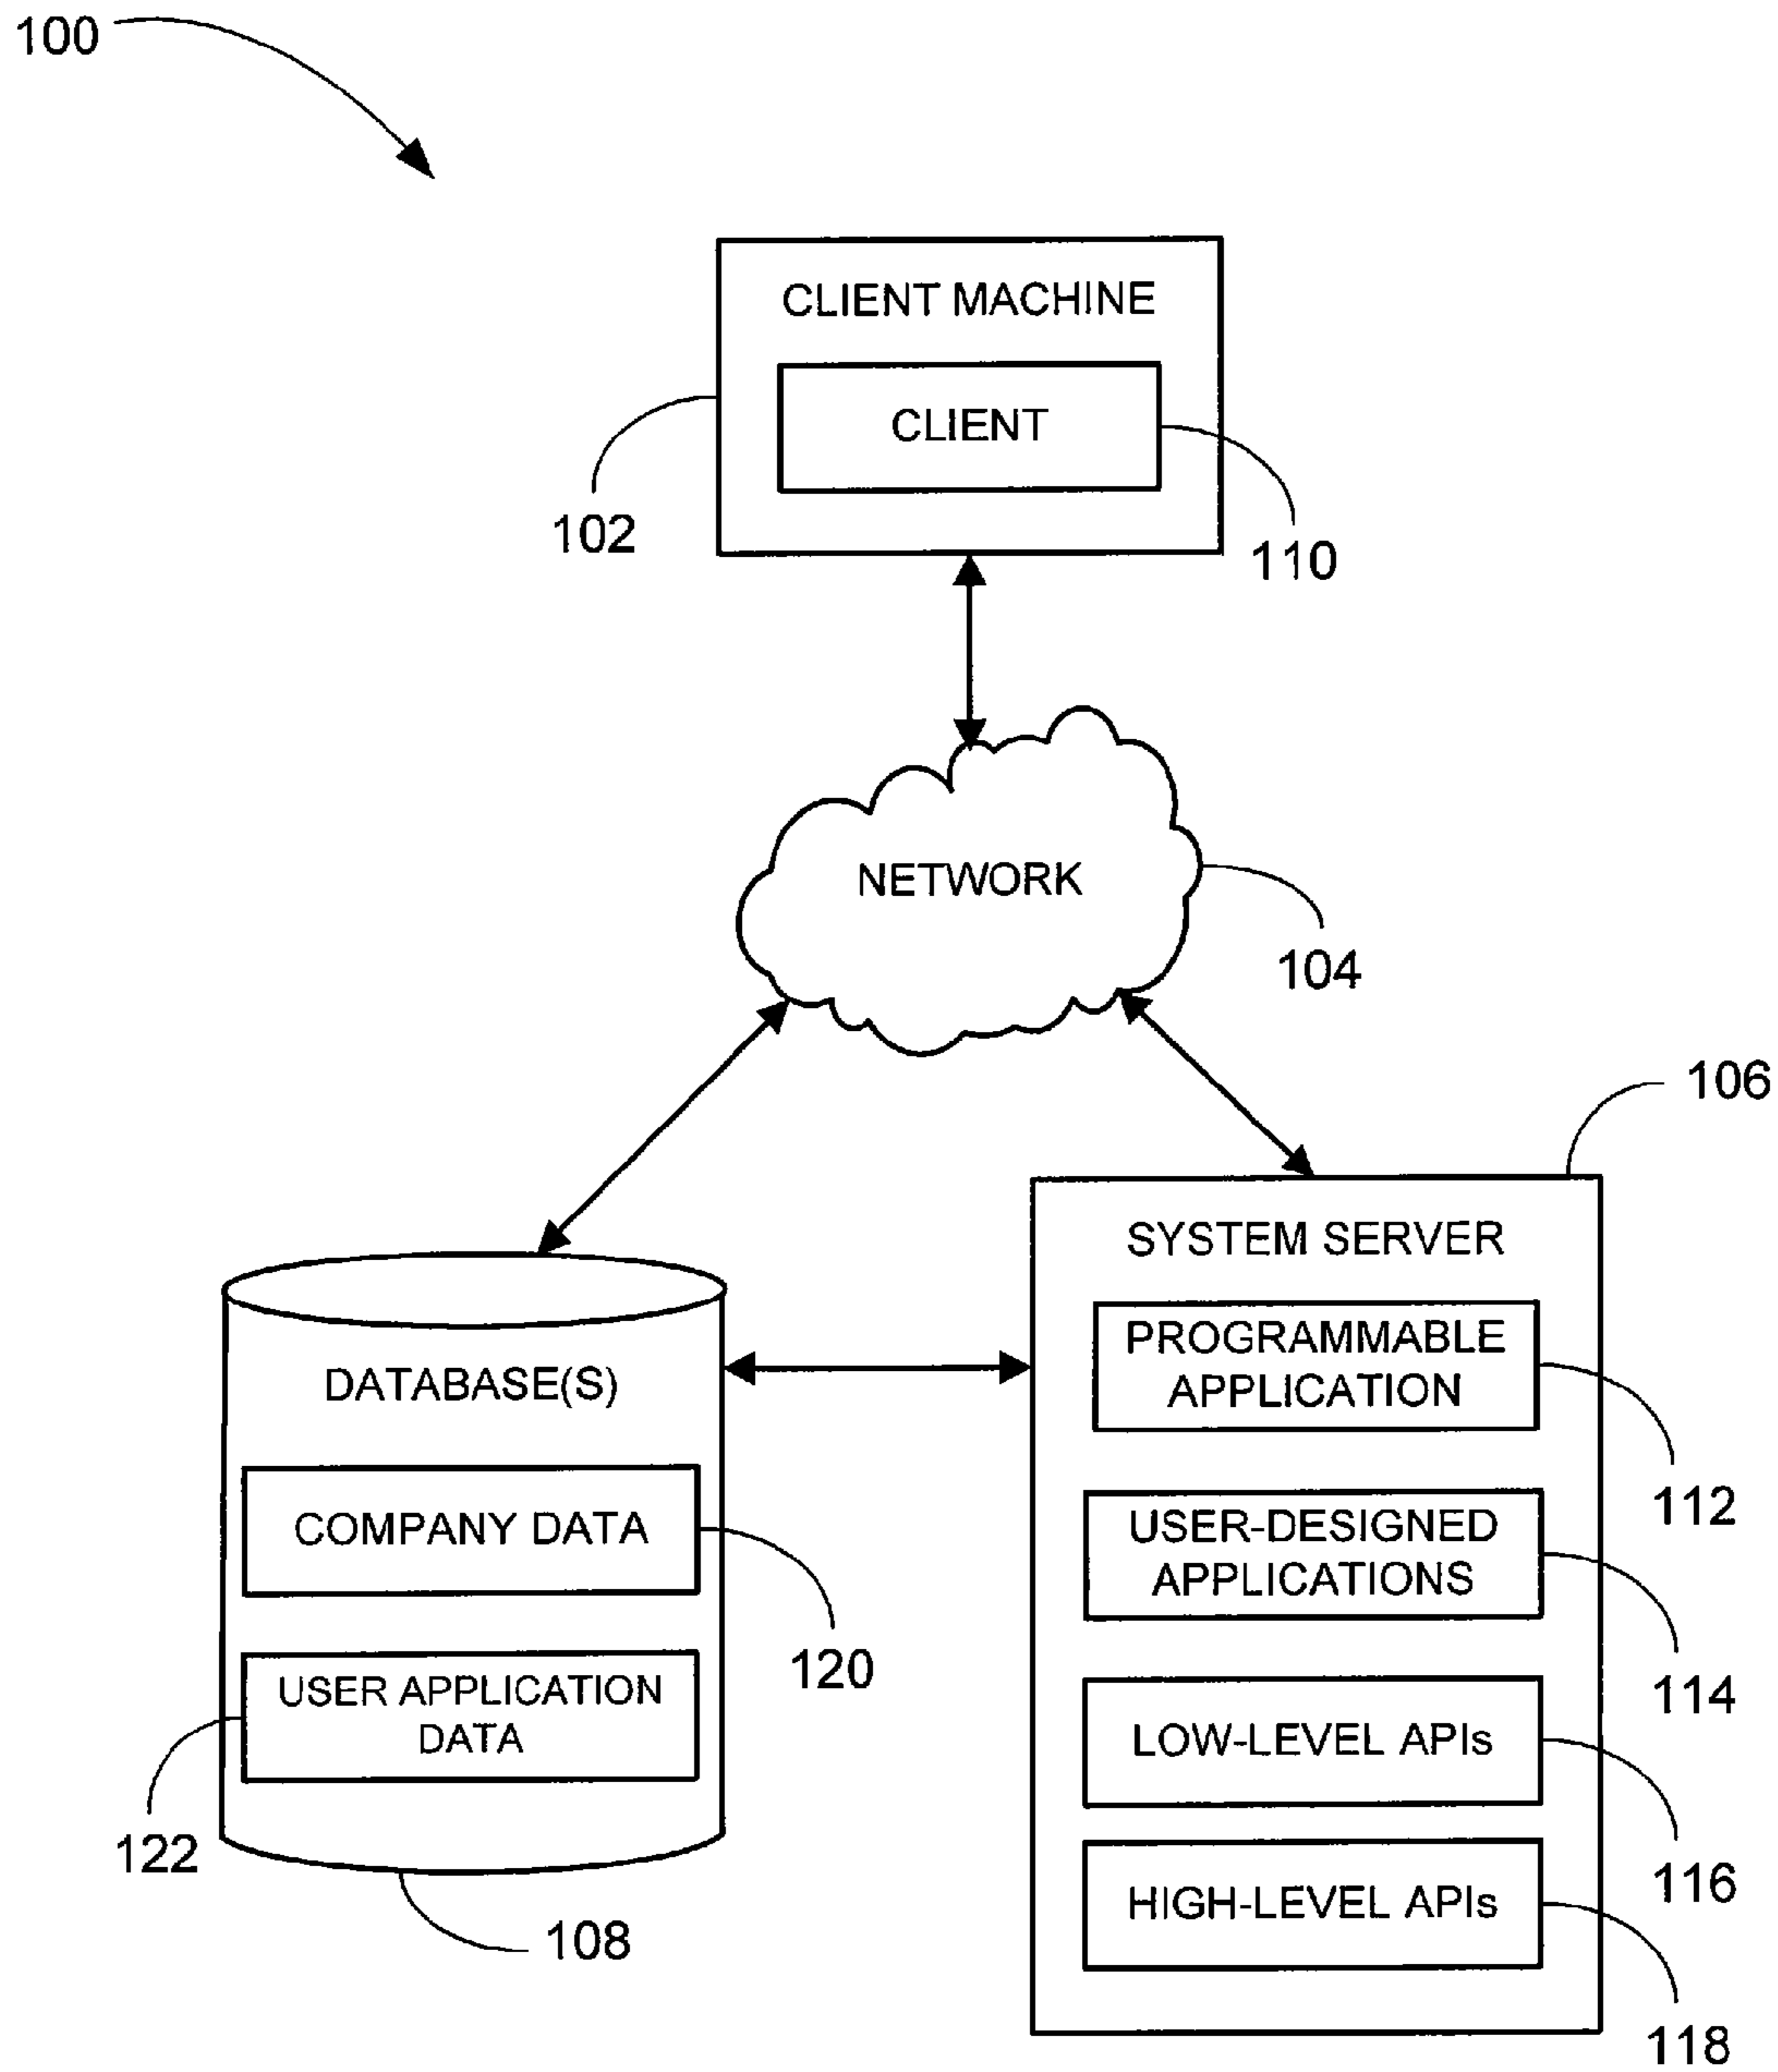 100
CLIENT MACHINE
CLIENT
102
110
NETWORK
104
106
SYSTEM SERVER
PROGRAMMABLE
APPLICATION
112
USER-DESIGNED
APPLICATIONS
114
LOW-LEVEL APIs
116
HIGH-LEVEL APIs
118
DATABASE(S)
COMPANY DATA
120
USER APPLICATION
DATA
122
108